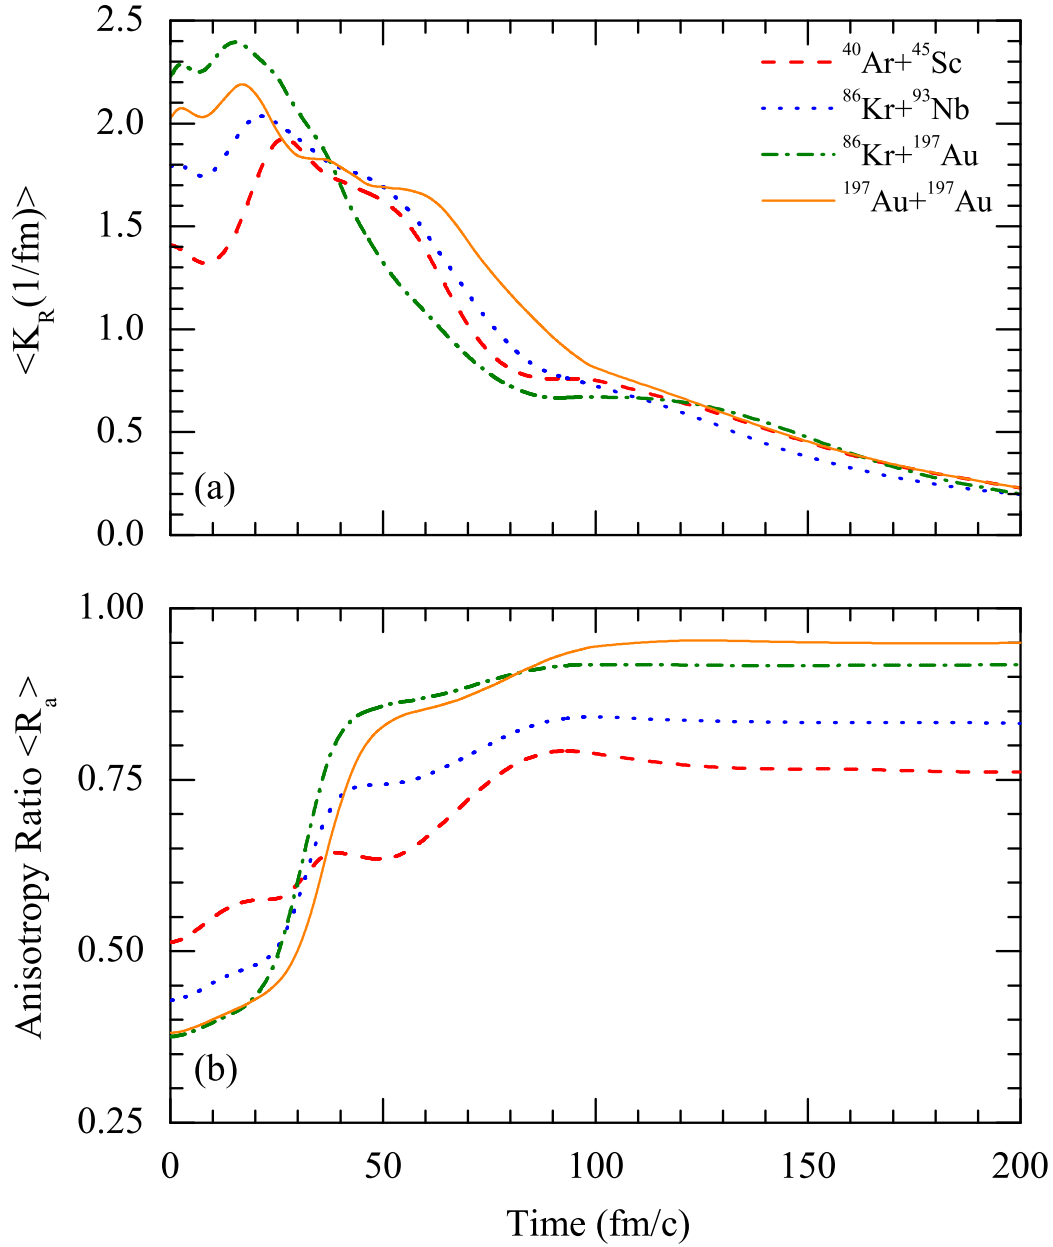 2.5
2.0
1.5
1.0
0.5
0.0
<K_R(1/fm)>
⁴⁰Ar+⁴⁵Sc
⁸⁶Kr+⁹³Nb
⁸⁶Kr+¹⁹⁷Au
¹⁹⁷Au+¹⁹⁷Au
(a)
1.00
0.75
0.50
0.25
Anisotropy Ratio <R_a>
(b)
0 50 100 150 200
Time (fm/c)